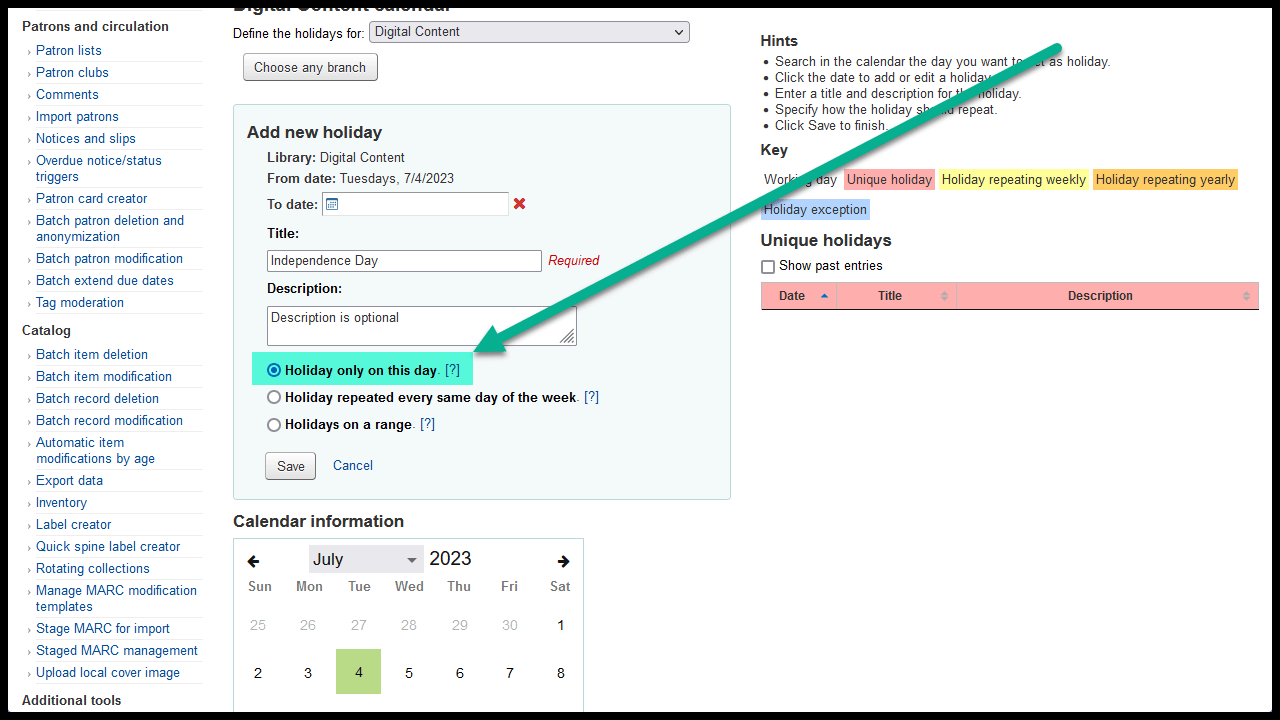 Patrons and circulation
Patron lists
Patron clubs
Comments
Import patrons
Notices and slips
Overdue notice/status
triggers
Patron card creator
Batch patron deletion and
anonymization
Batch patron modification
Batch extend due dates
Tag moderation
Catalog
Batch item deletion
Batch item modification
Batch record deletion
Batch record modification
Automatic item
modifications by age
Export data
Inventory
Label creator
Quick spine label creator
Rotating collections
Manage MARC modification
templates
Stage MARC for import
Staged MARC management
Upload local cover image
Additional tools
Digital Content calendar
Define the holidays for: Digital Content
Choose any branch
Add new holiday
Library: Digital Content
From date: Tuesdays, 7/4/2023
To date:
Title:
Independence Day Required
Description:
Description is optional
Holiday only on this day. [?]
Holiday repeated every same day of the week. [?]
Holidays on a range. [?]
Save Cancel
Calendar information
July 2023
Sun Mon Tue Wed Thu Fri Sat
25 26 27 28 29 30 1
2 3 4 5 6 7 8
Hints
Search in the calendar the day you want to set as holiday.
Click the date to add or edit a holiday
Enter a title and description for the holiday.
Specify how the holiday should repeat.
Click Save to finish.
Key
Working day Unique holiday Holiday repeating weekly Holiday repeating yearly
Holiday exception
Unique holidays
Show past entries
Date Title Description